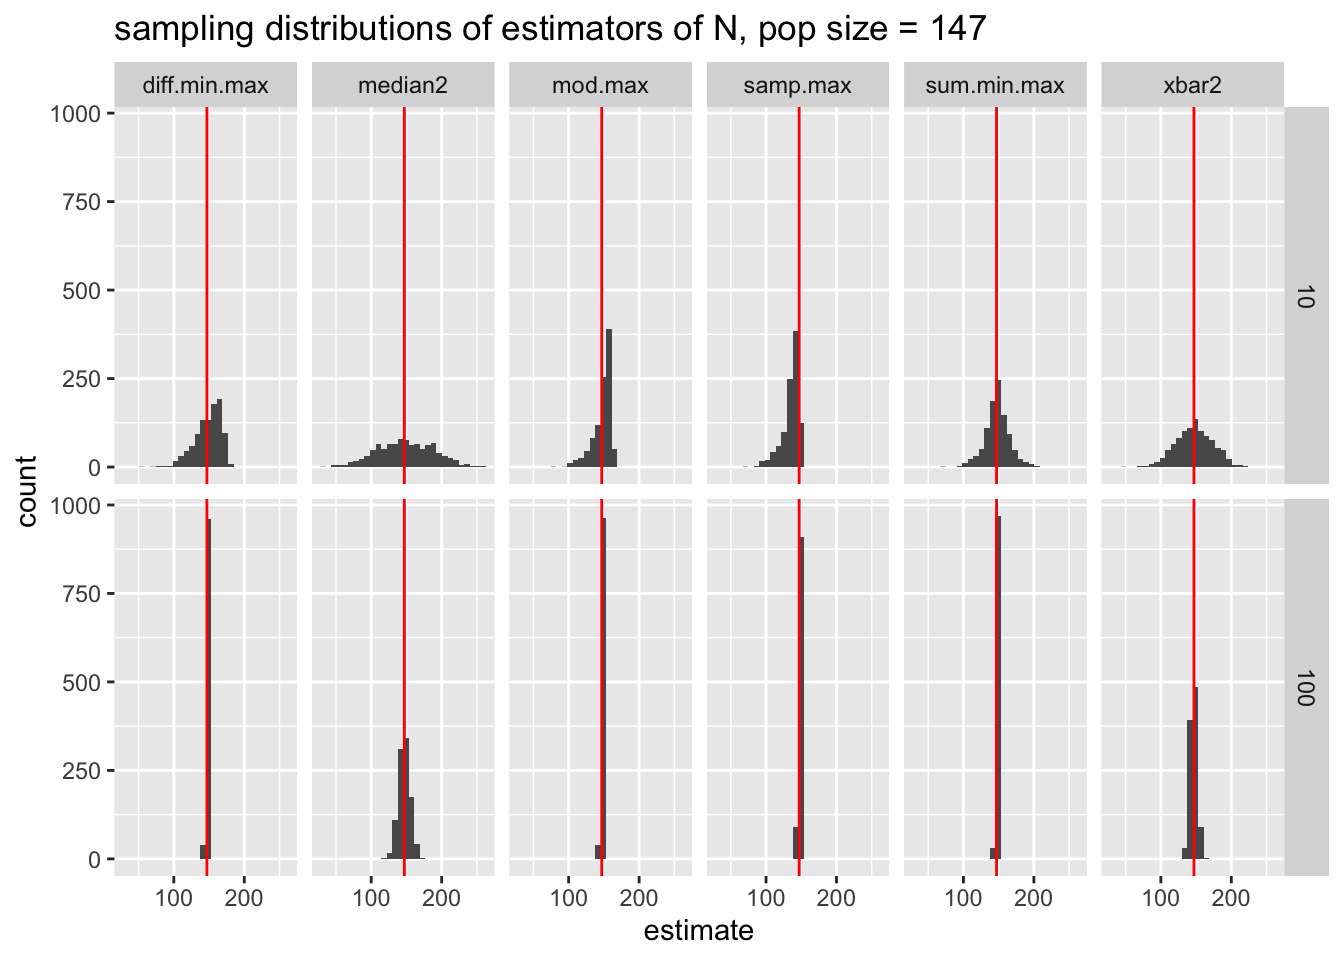 sampling distributions of estimators of N, pop size = 147
diff.min.max median2 mod.max samp.max sum.min.max xbar2
1000
750
500
250
0
10
count
1000
750
500
250
0
100
100 200 100 200 100 200 100 200 100 200 100 200
estimate